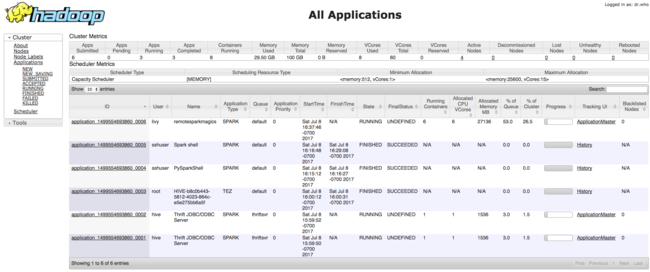 Logged in as: dr.who
hadoop
All Applications
Cluster
About
Nodes
Node Labels
Applications
NEW
NEW_SAVING
SUBMITTED
ACCEPTED
RUNNING
FINISHED
FAILED
KILLED
Scheduler
Tools
Cluster Metrics
Apps Submitted Apps Pending Apps Running Apps Completed Containers Running Memory Used Memory Total Memory Reserved VCores Used VCores Total VCores Reserved Active Nodes Decommissioned Nodes Lost Nodes Unhealthy Nodes Rebooted Nodes
6 0 3 3 8 29.50 GB 100 GB 0 B 8 60 0 4 0 0 0 0
Scheduler Metrics
Scheduler Type Scheduling Resource Type Minimum Allocation Maximum Allocation
Capacity Scheduler [MEMORY] <memory:512, vCores:1> <memory:25600, vCores:15>
Show entries Search:
ID User Name Application Type Queue Application Priority StartTime FinishTime State FinalStatus Running Containers Allocated CPU VCores Allocated Memory MB % of Queue % of Cluster Progress Tracking UI Blacklisted Nodes
application_1499554693860_0006 livy remotesparkmagics SPARK default 0 Sat Jul 8 16:37:46 -0700 2017 N/A RUNNING UNDEFINED 6 6 27136 53.0 26.5 ApplicationMaster 0
application_1499554693860_0005 sshuser Spark shell SPARK default 0 Sat Jul 8 16:16:48 -0700 2017 Sat Jul 8 16:29:08 -0700 2017 FINISHED SUCCEEDED N/A N/A N/A 0.0 0.0 History N/A
application_1499554693860_0004 sshuser PySparkShell SPARK default 0 Sat Jul 8 16:15:12 -0700 2017 Sat Jul 8 16:16:27 -0700 2017 FINISHED SUCCEEDED N/A N/A N/A 0.0 0.0 History N/A
application_1499554693860_0003 root TEZ default 0 Sat Jul 8 16:00:12 -0700 2017 Sat Jul 8 16:00:31 -0700 2017 FINISHED SUCCEEDED N/A N/A N/A 0.0 0.0 History N/A
application_1499554693860_0002 hive Thrift JDBC/ODBC Server SPARK thriftsvr 0 Sat Jul 8 15:59:52 -0700 2017 N/A RUNNING UNDEFINED 1 1 1536 3.0 1.5 ApplicationMaster 0
application_1499554693860_0001 hive Thrift JDBC/ODBC Server SPARK thriftsvr 0 Sat Jul 8 15:59:50 -0700 2017 N/A RUNNING UNDEFINED 1 1 1536 3.0 1.5 ApplicationMaster 0
Showing 1 to 6 of 6 entries First Previous 1 Next Last